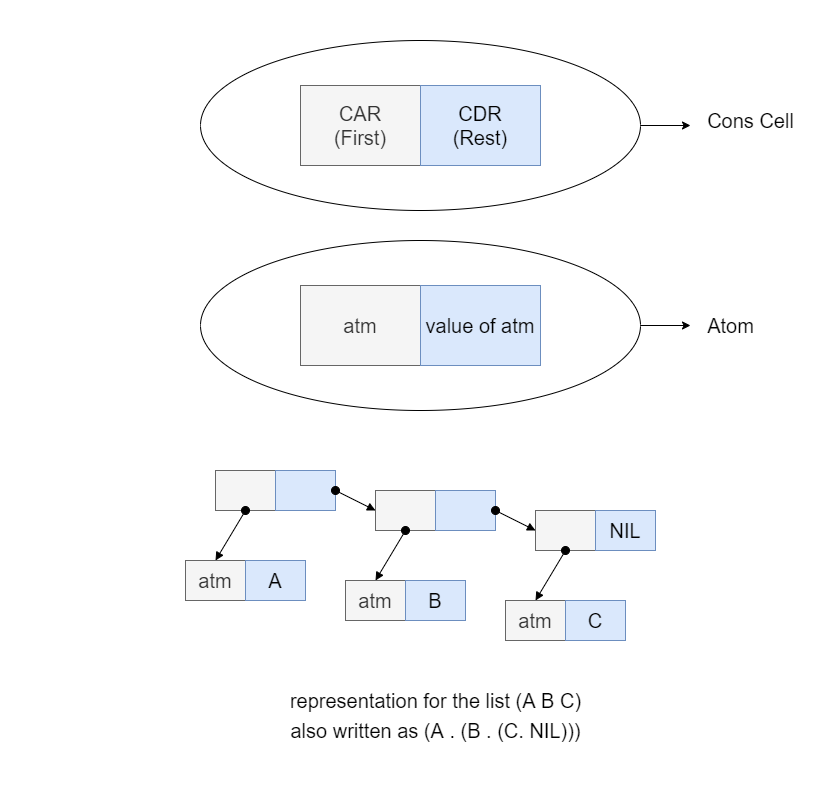 CAR
(First)
CDR
(Rest)
Cons Cell
atm
value of atm
Atom
NIL
atm
A
atm
B
atm
C
representation for the list (A B C)
also written as (A . (B . (C. NIL)))